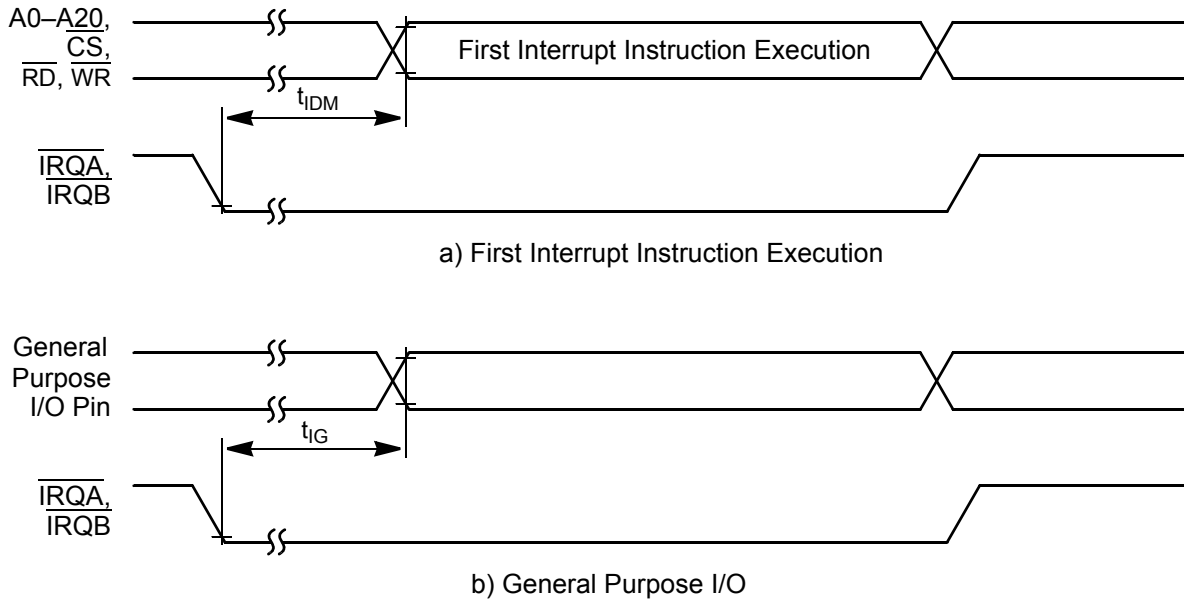 A0–A20,
CS,
RD, WR
First Interrupt Instruction Execution
tIDM
IRQA,
IRQB
a) First Interrupt Instruction Execution
General
Purpose
I/O Pin
tIG
IRQA,
IRQB
b) General Purpose I/O